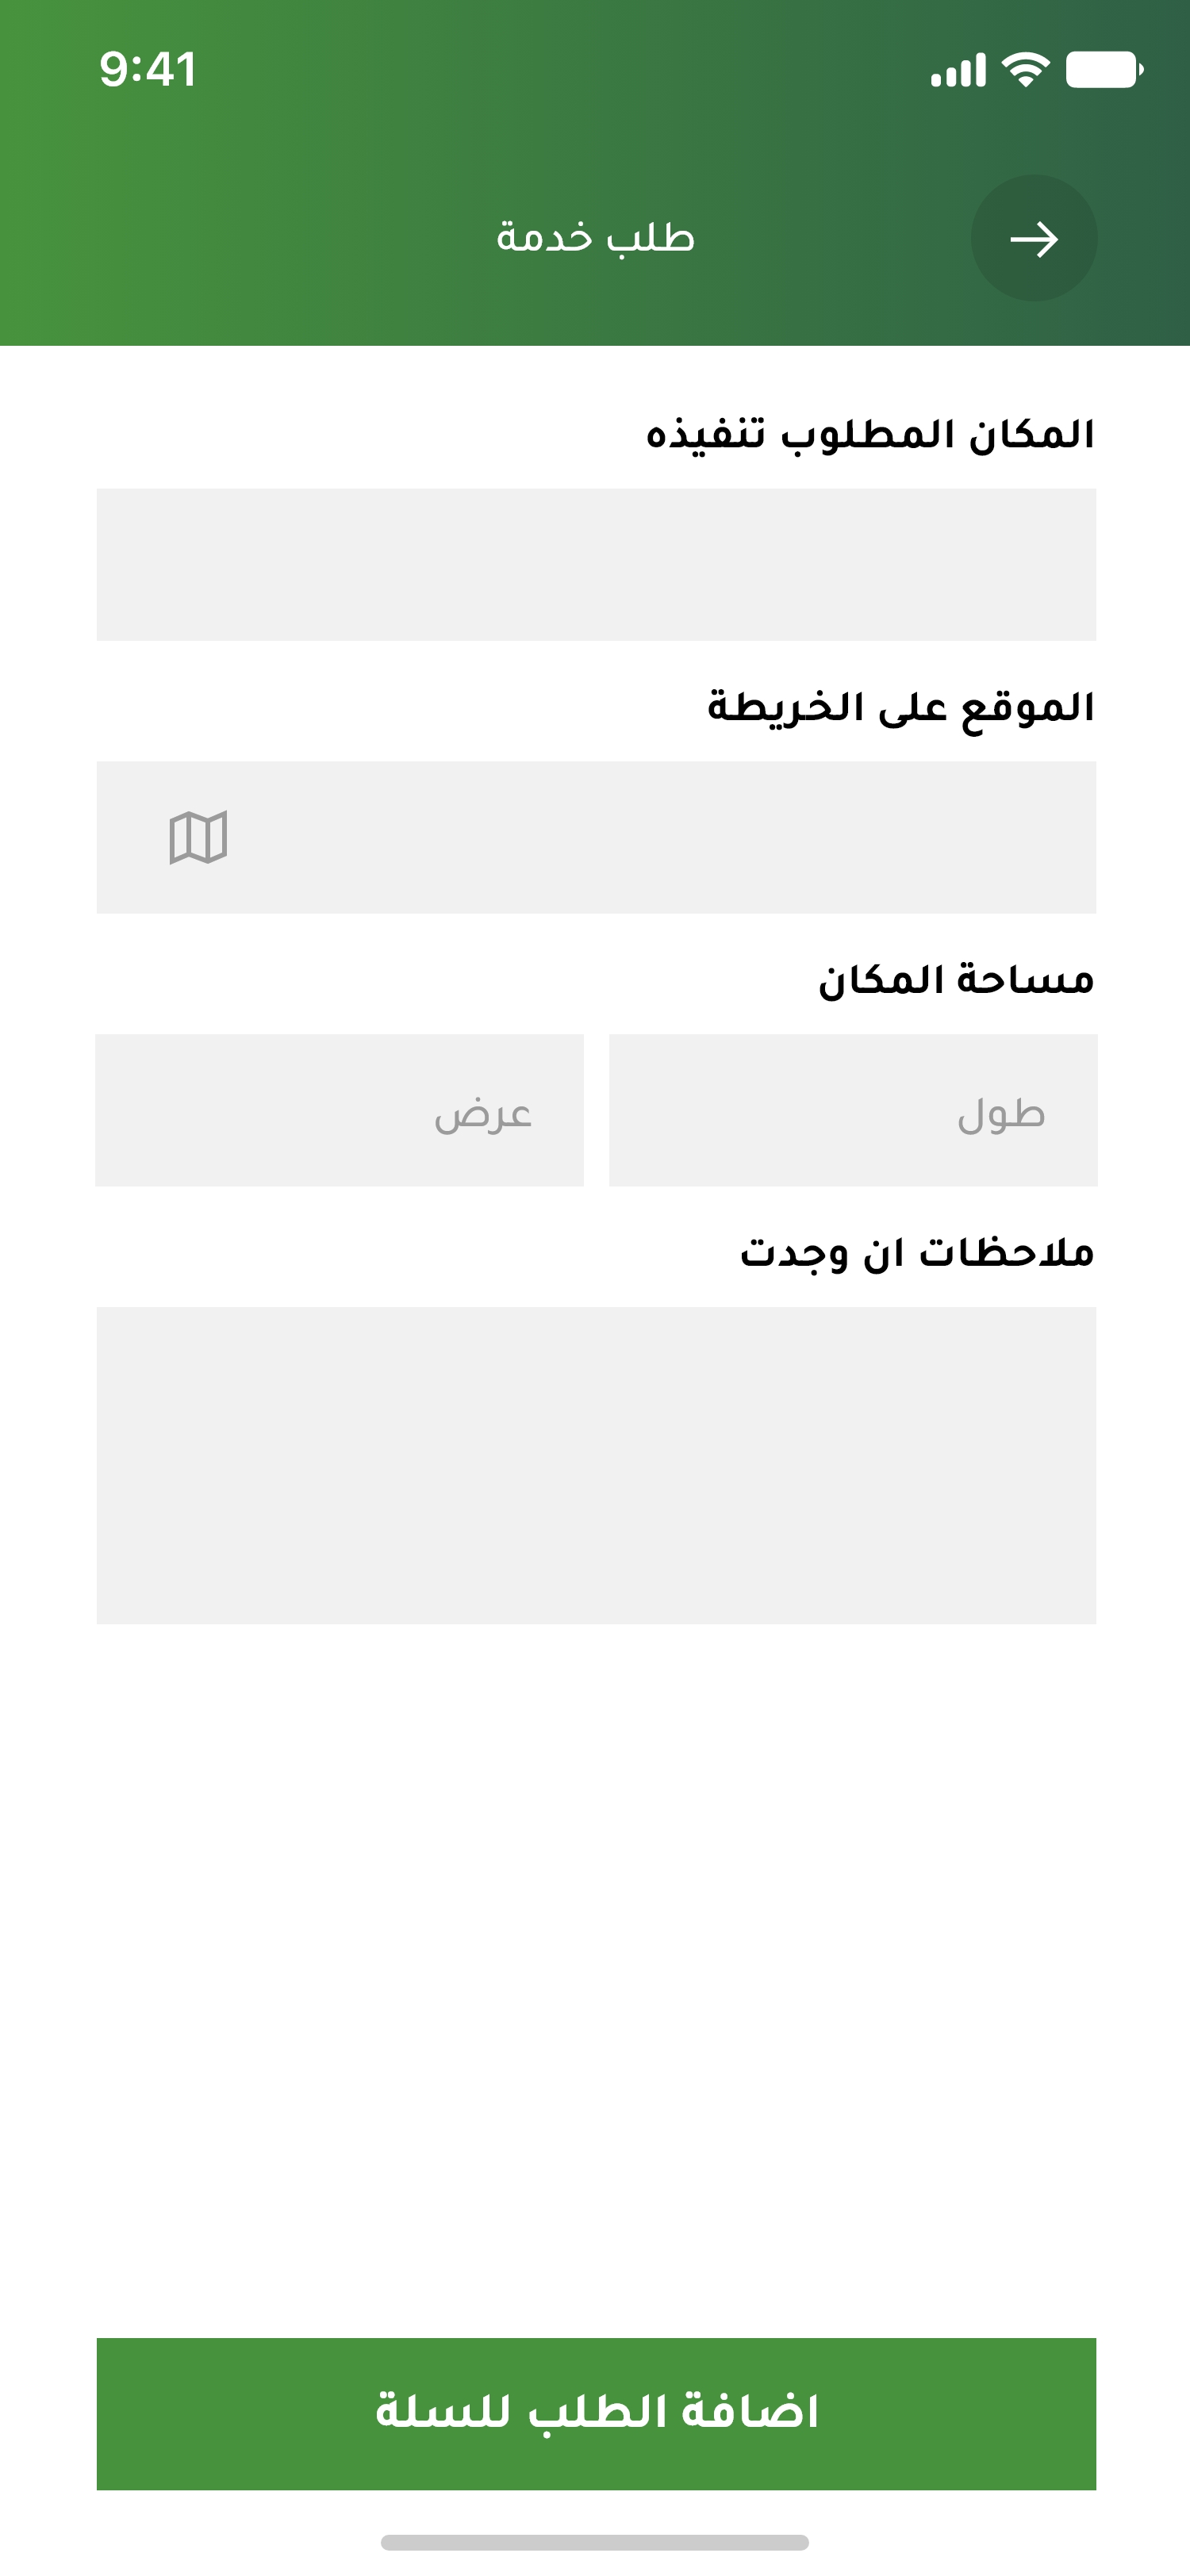 9:41
طلب خدمة
المكان المطلوب تنفيذه
الموقع على الخريطة
مساحة المكان
طول
عرض
ملاحظات ان وجدت
اضافة الطلب للسلة